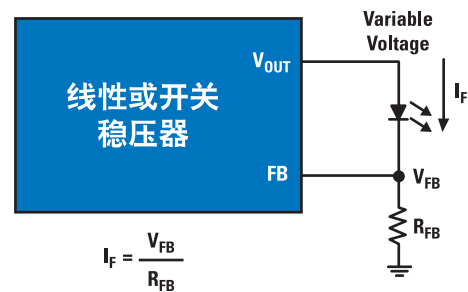 Variable
Voltage
V_OUT
I_F
线性或开关
稳压器
FB
V_FB
R_FB
I_F = V_FB / R_FB